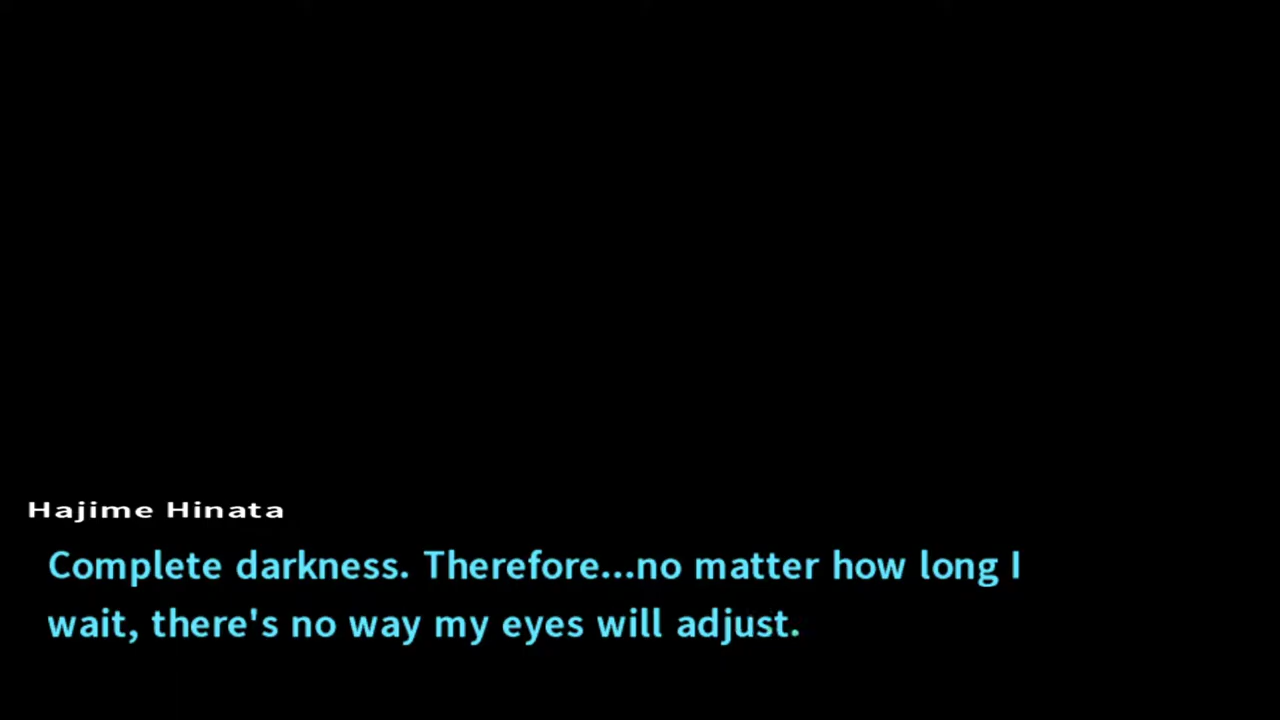 Hajime Hinata
Complete darkness. Therefore...no matter how long I
wait, there's no way my eyes will adjust.